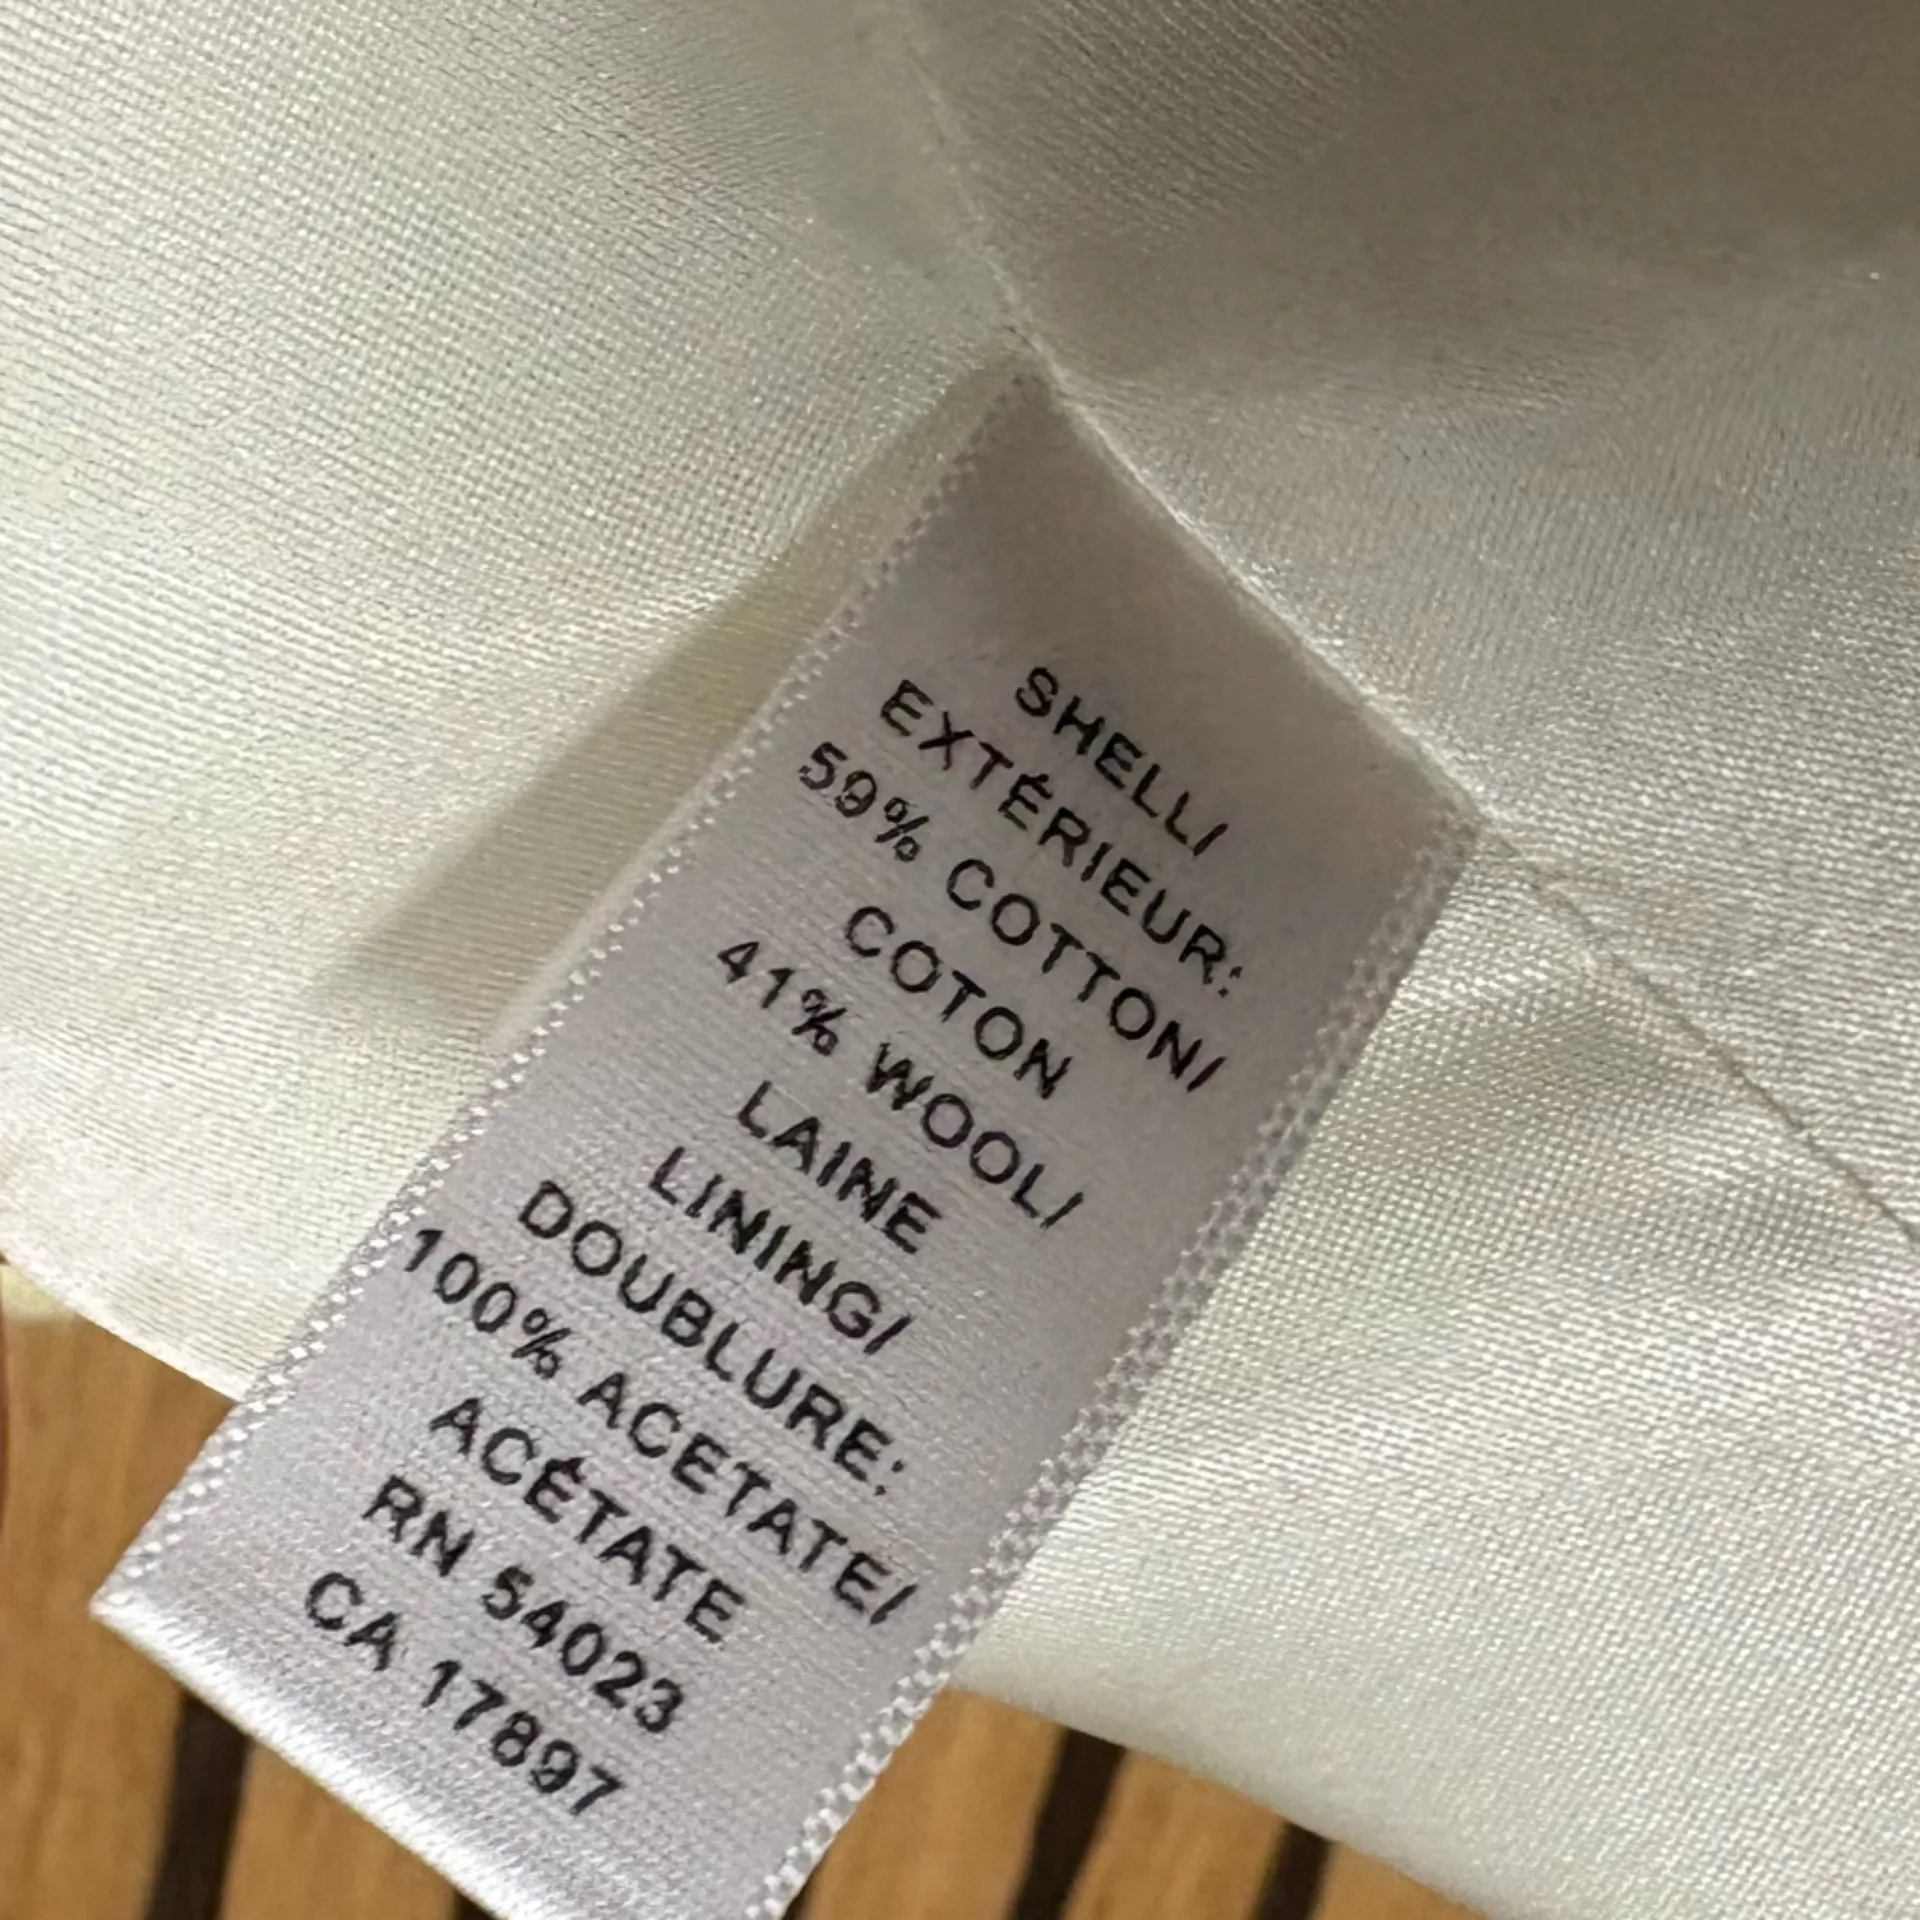 SHELL/
EXTÉRIEUR:
59% COTTON/
COTON
41% WOOL/
LAINE
LINING/
DOUBLURE:
100% ACETATE/
ACÉTATE
RN 54023
CA 17897